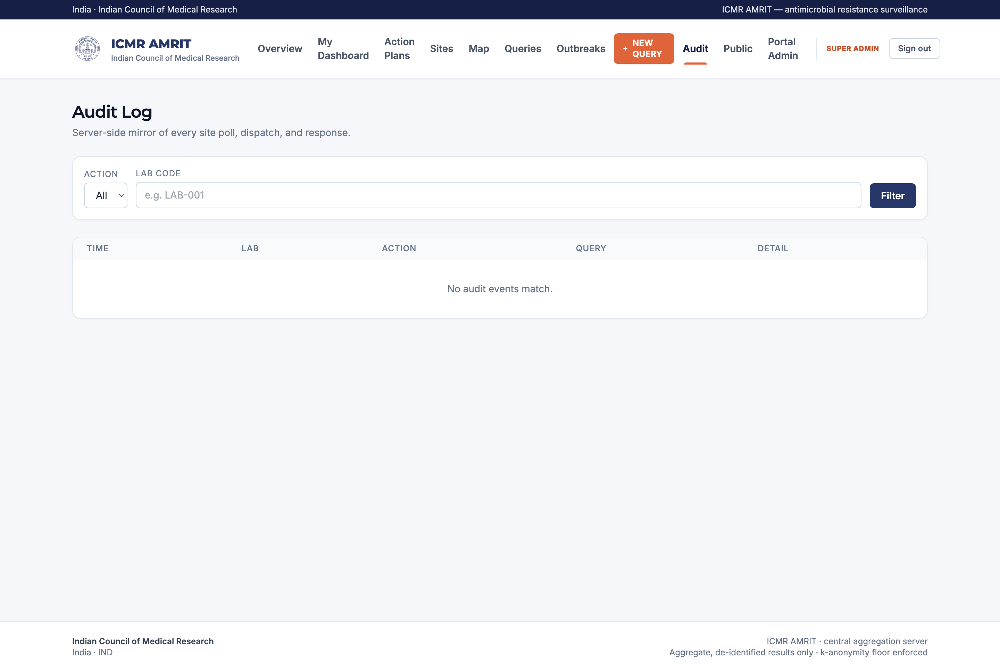 India · Indian Council of Medical Research
ICMR AMRIT — antimicrobial resistance surveillance
ICMR AMRIT
Indian Council of Medical Research
Overview
My
Dashboard
Action
Plans
Sites
Map
Queries
Outbreaks
+ NEW
QUERY
Audit
Public
Portal
Admin
SUPER ADMIN
Sign out
Audit Log
Server-side mirror of every site poll, dispatch, and response.
ACTION
LAB CODE
All
e.g. LAB-001
Filter
TIME LAB ACTION QUERY DETAIL
No audit events match.
Indian Council of Medical Research
India · IND
ICMR AMRIT · central aggregation server
Aggregate, de-identified results only · k-anonymity floor enforced